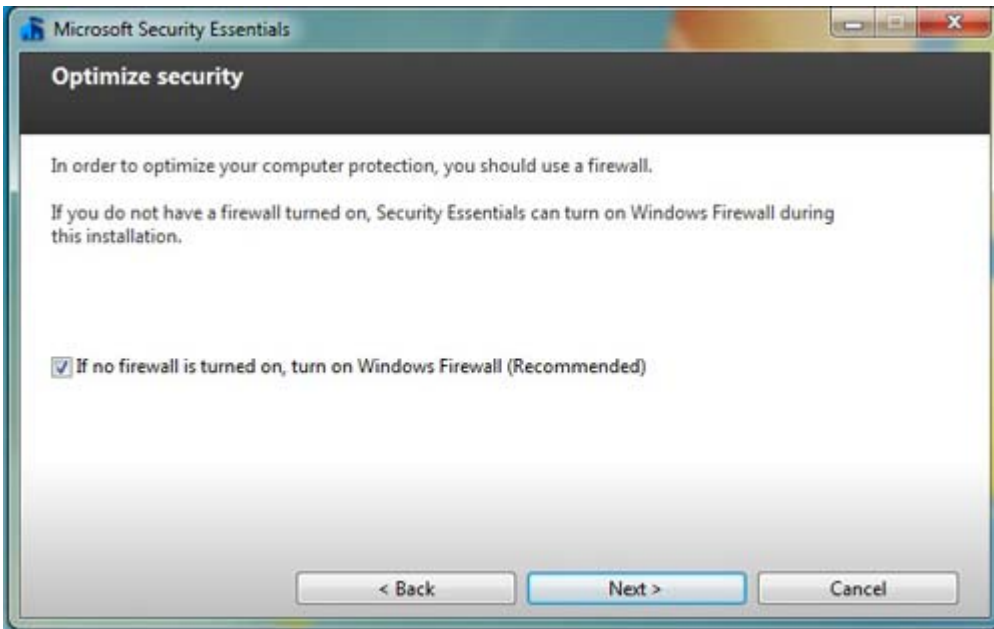 Microsoft Security Essentials
Optimize security
In order to optimize your computer protection, you should use a firewall.
If you do not have a firewall turned on, Security Essentials can turn on Windows Firewall during
this installation.
If no firewall is turned on, turn on Windows Firewall (Recommended)
< Back Next > Cancel